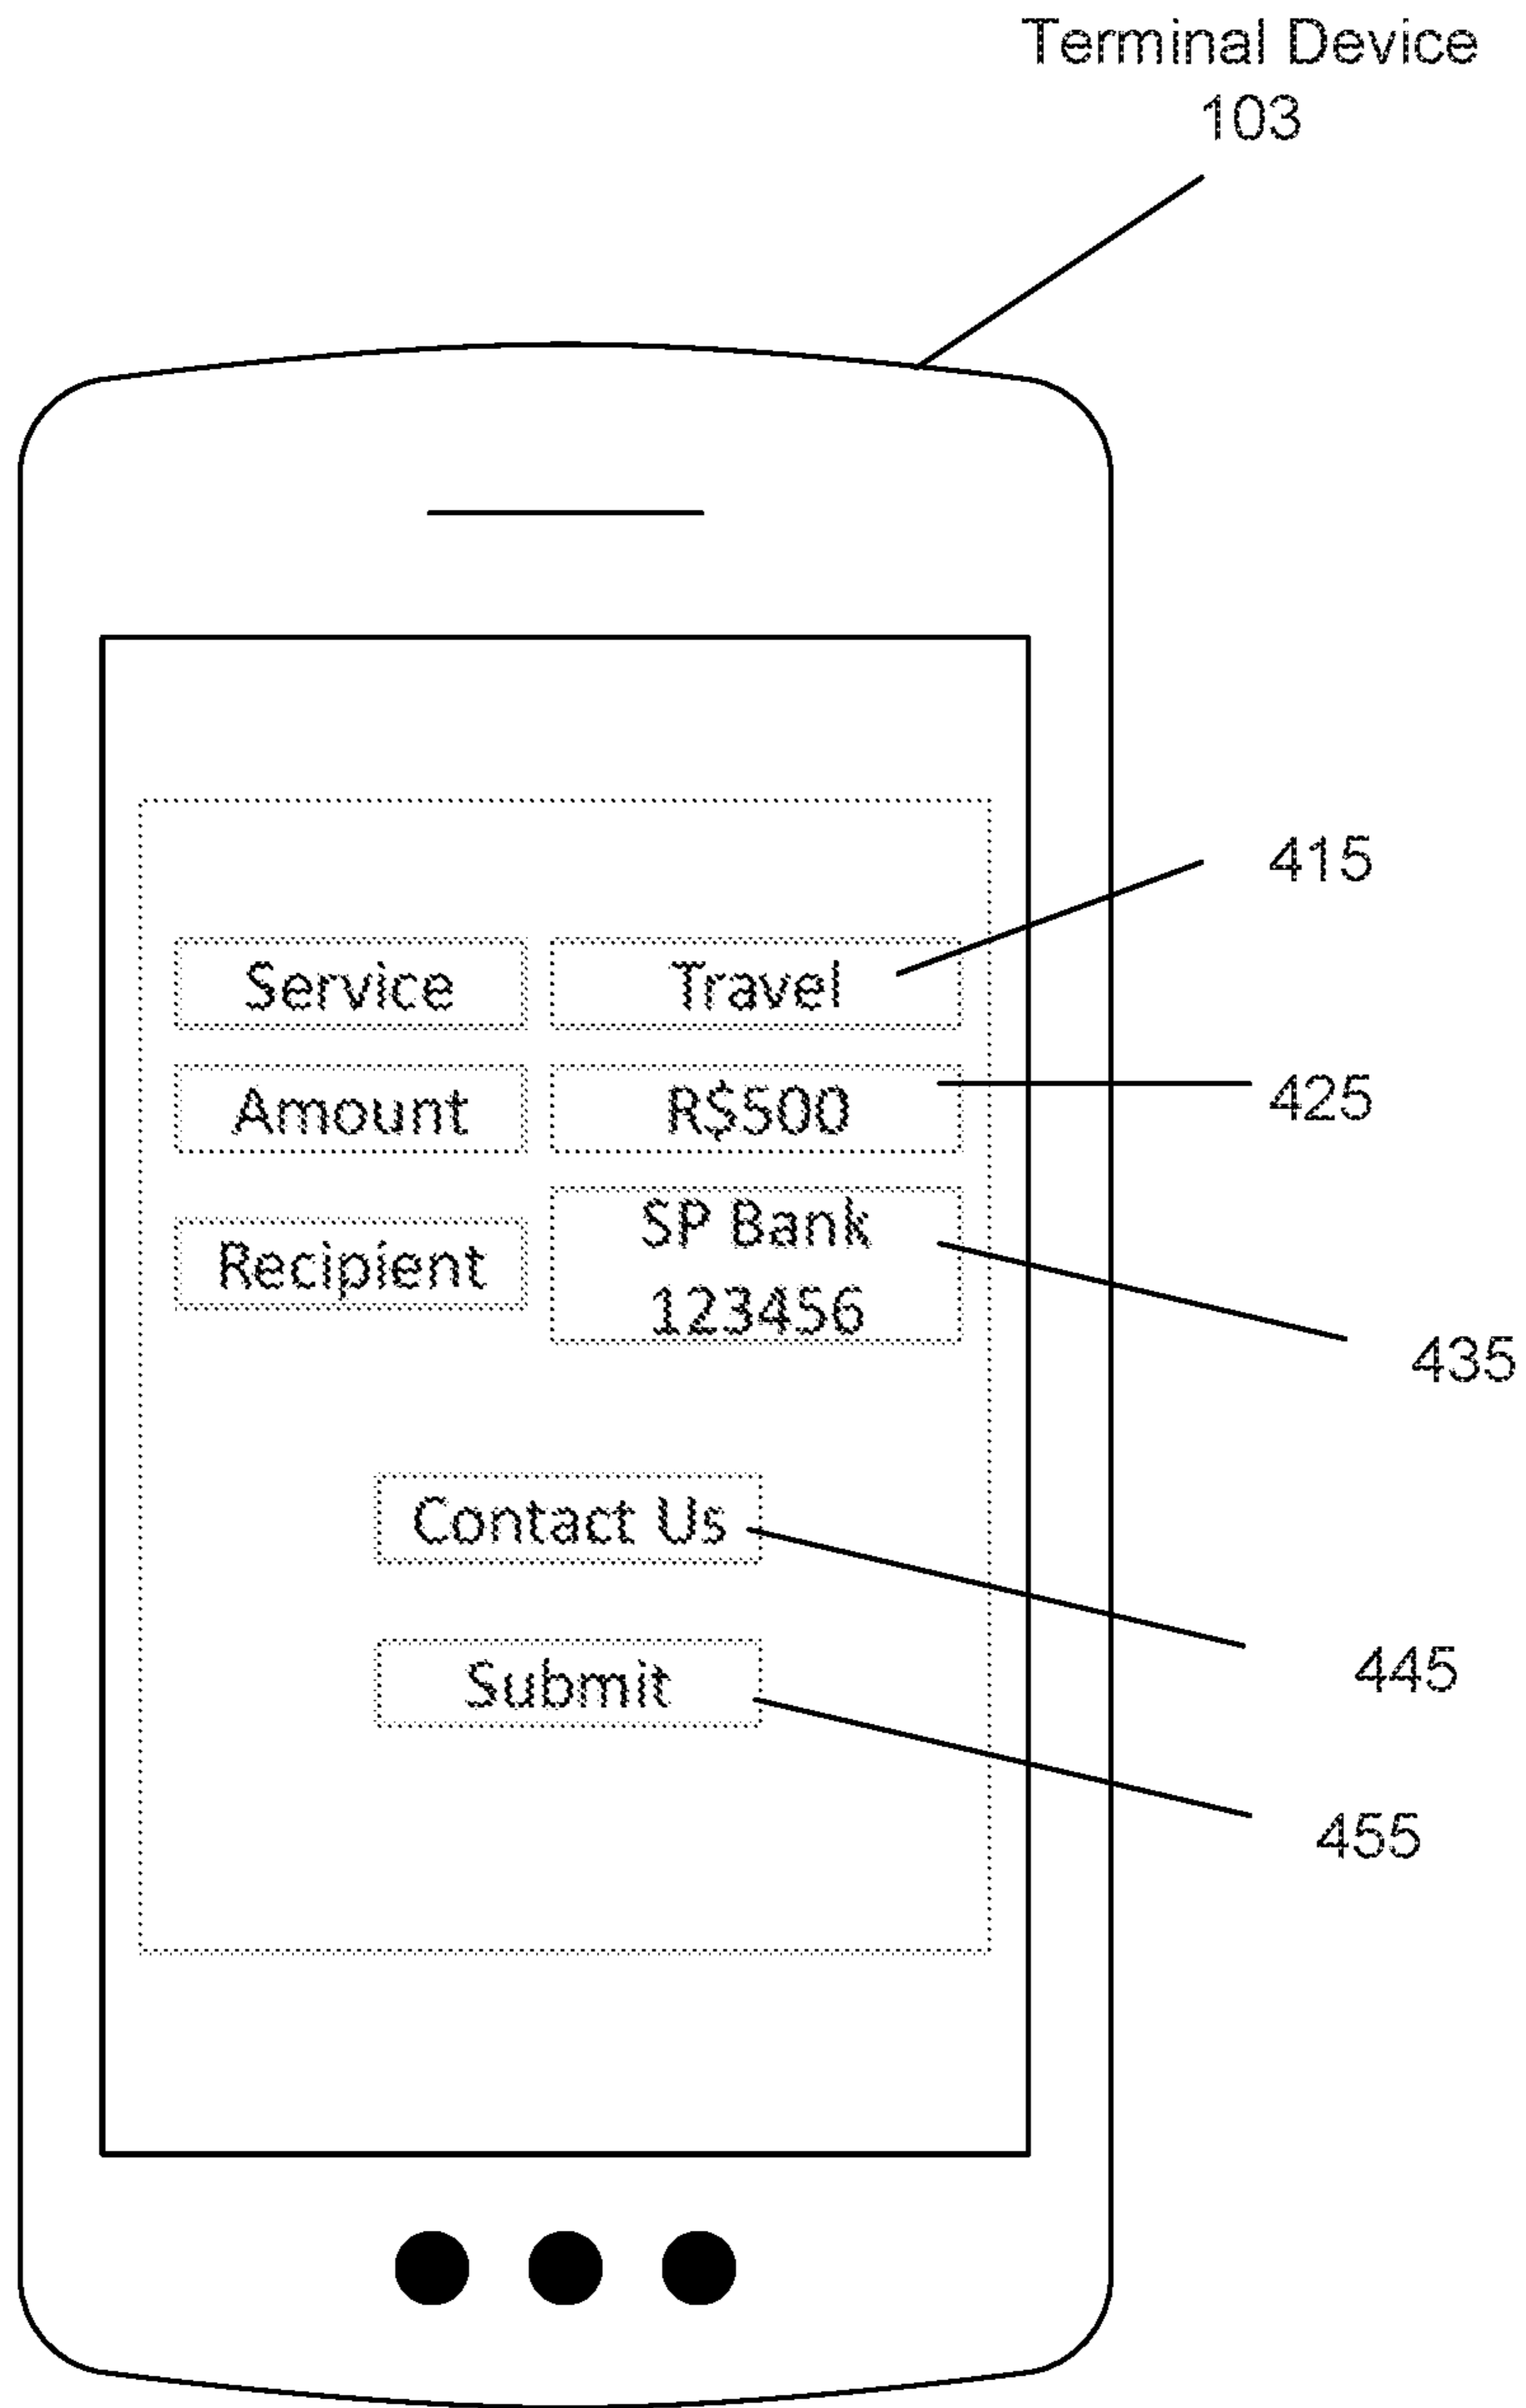 Terminal Device
103
415
Service
Travel
Amount
R$500
425
Recipient
SP Bank
123456
435
Contact Us
445
Submit
455